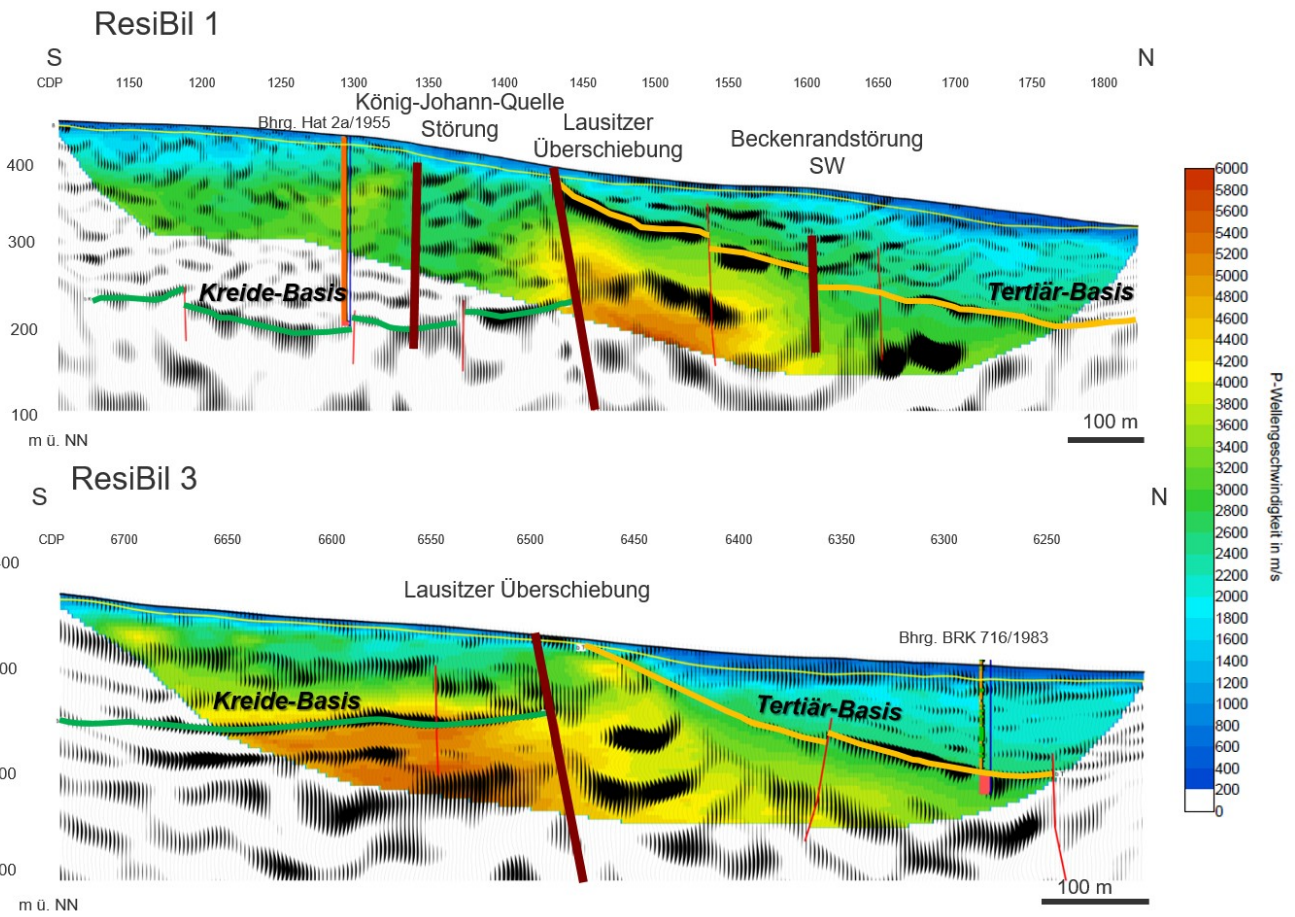 ResiBil 1
S
N
CDP 1150 1200 1250 1300 1350 1400 1450 1500 1550 1600 1650 1700 1750 1800
König-Johann-Quelle
Störung
Bhrg. Hat 2a/1955
Lausitzer
Überschiebung
Beckenrandstörung
SW
400
300
200
100
m ü. NN
Kreide-Basis
Tertiär-Basis
100 m
ResiBil 3
S
N
CDP 6700 6650 6600 6550 6500 6450 6400 6350 6300 6250
Lausitzer Überschiebung
Bhrg. BRK 716/1983
Kreide-Basis
Tertiär-Basis
00
00
00
00
m ü. NN
100 m
6000
5800
5600
5400
5200
5000
4800
4600
4400
4200
4000
3800
3600
3400
3200
3000
2800
2600
2400
2200
2000
1800
1600
1400
1200
1000
800
600
400
200
0
P-Wellengeschwindigkeit in m/s